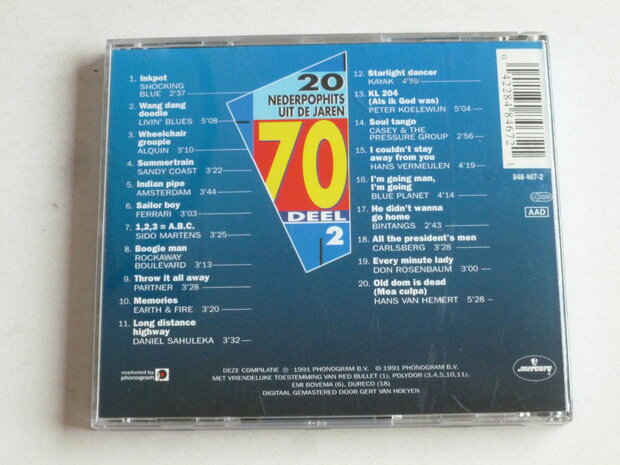 20
NEDERPOPHITS
UIT DE JAREN
70
DEEL
2
1. Inkpot
SHOCKING
BLUE 2'37
2. Wang dang
doodle
LIVIN' BLUES 5'08
3. Wheelchair
groupie
ALQUIN 3'10
4. Summertrain
SANDY COAST 3'22
5. Indian pipe
AMSTERDAM 3'44
6. Sailor boy
FERRARI 3'03
7. 1,2,3 = A.B.C.
SIDO MARTENS 3'25
8. Boogie man
ROCKAWAY
BOULEVARD 3'13
9. Throw it all away
PARTNER 3'28
10. Memories
EARTH & FIRE 3'20
11. Long distance
highway
DANIEL SAHULEKA 3'32
12. Starlight dancer
KAYAK 4'59
13. KL 204
(Als ik God was)
PETER KOELEWIJN 5'04
14. Soul tango
CASEY & THE
PRESSURE GROUP 2'56
15. I couldn't stay
away from you
HANS VERMEULEN 4'19
16. I'm going man,
I'm going
BLUE PLANET 4'14
17. He didn't wanna
go home
BINTANGS 2'43
18. All the president's men
CARLSBERG 3'28
19. Every minute lady
DON ROSENBAUM 3'00
20. Old dom is dead
(Mea culpa)
HANS VAN HEMERT 5'28
0 42284 84672 1
848 467-2
AAD
marketed by
phonogram
DEZE COMPILATIE ℗ 1991 PHONOGRAM B.V. © 1991 PHONOGRAM B.V.
MET VRIENDELIJKE TOESTEMMING VAN RED BULLET (1), POLYDOR (3,4,5,10,11),
EMI BOVEMA (6), DURECO (18)
DIGITAAL GEMASTERED DOOR GERT VAN HOEYEN
mercury